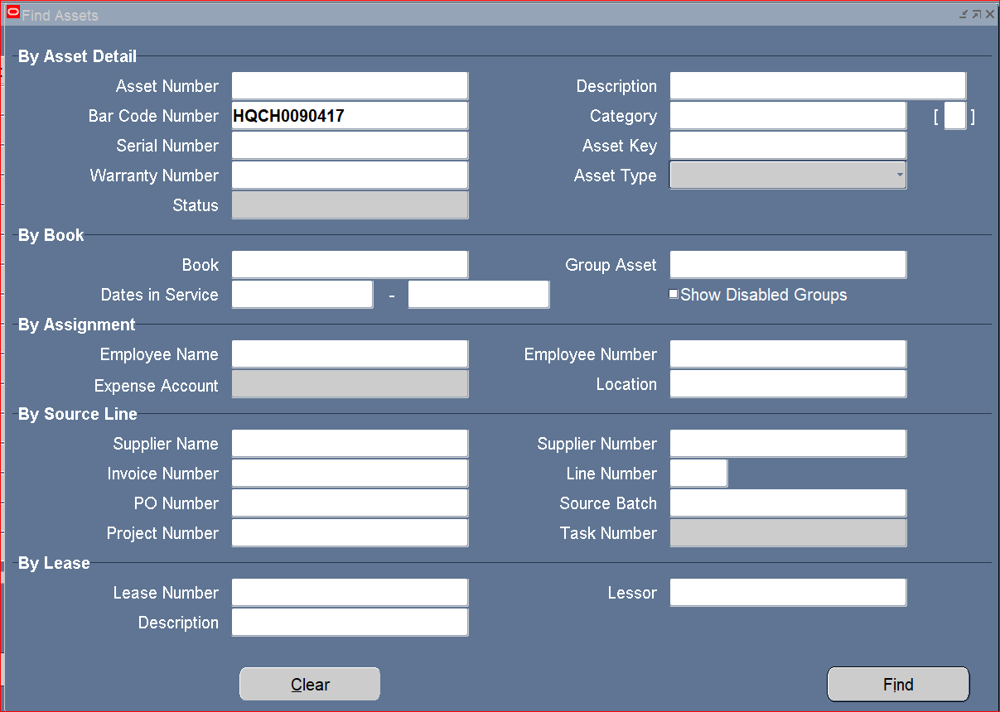 Find Assets
By Asset Detail
Asset Number Description
Bar Code Number HQCH0090417 Category [ ]
Serial Number Asset Key
Warranty Number Asset Type
Status
By Book
Book Group Asset
Dates in Service - Show Disabled Groups
By Assignment
Employee Name Employee Number
Expense Account Location
By Source Line
Supplier Name Supplier Number
Invoice Number Line Number
PO Number Source Batch
Project Number Task Number
By Lease
Lease Number Lessor
Description
Clear Find